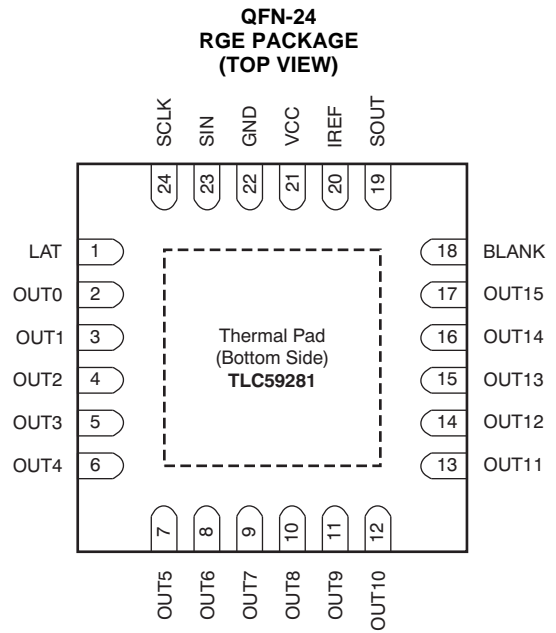 QFN-24
RGE PACKAGE
(TOP VIEW)
SCLK
SIN
GND
VCC
IREF
SOUT
24
23
22
21
20
19
LAT 1
OUT0 2
OUT1 3
OUT2 4
OUT3 5
OUT4 6
18 BLANK
17 OUT15
16 OUT14
15 OUT13
14 OUT12
13 OUT11
Thermal Pad
(Bottom Side)
TLC59281
7
8
9
10
11
12
OUT5
OUT6
OUT7
OUT8
OUT9
OUT10